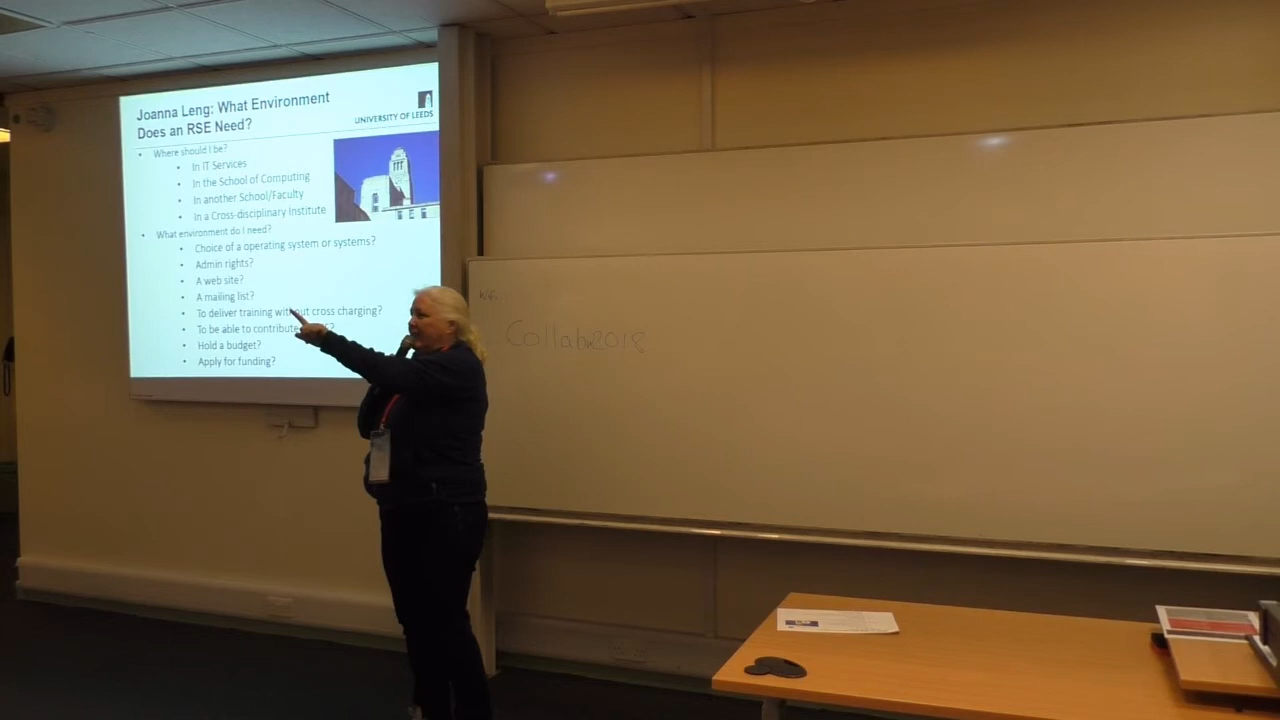 Joanna Leng: What Environment
Does an RSE Need?
UNIVERSITY OF LEEDS
• Where should I be?
• In IT Services
• In the School of Computing
• In another School/Faculty
• In a Cross-disciplinary Institute
• What environment do I need?
• Choice of a operating system or systems?
• Admin rights?
• A web site?
• A mailing list?
• To deliver training without cross charging?
• To be able to contribute
• Hold a budget?
• Apply for funding?
Wifi
Collab2018